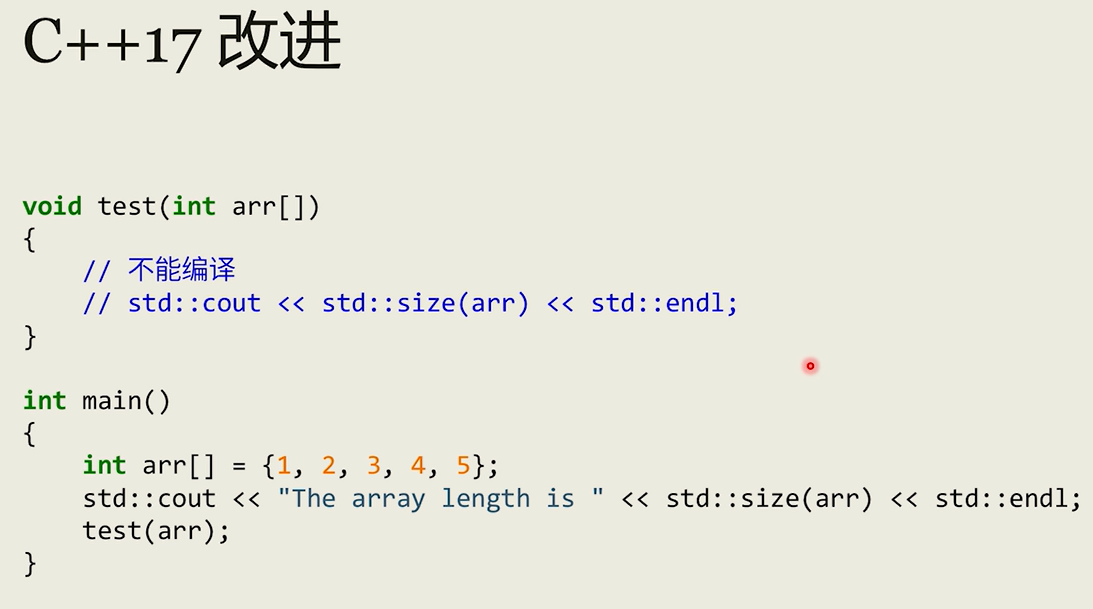 C++17 改进
void test(int arr[])
{
    // 不能编译
    // std::cout << std::size(arr) << std::endl;
}
int main()
{
    int arr[] = {1, 2, 3, 4, 5};
    std::cout << "The array length is " << std::size(arr) << std::endl;
    test(arr);
}